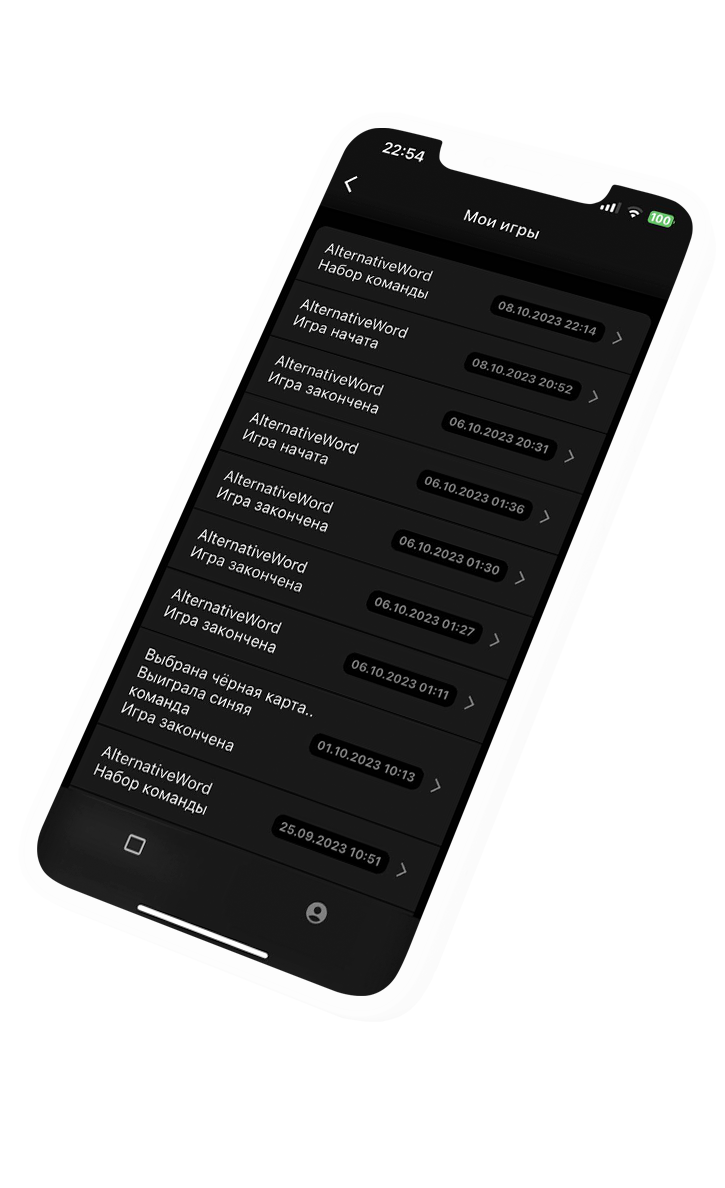 22:54
100
Мои игры
AlternativeWord
Набор команды
08.10.2023 22:14
AlternativeWord
Игра начата
08.10.2023 20:52
AlternativeWord
Игра закончена
06.10.2023 20:31
AlternativeWord
Игра начата
06.10.2023 01:36
AlternativeWord
Игра закончена
06.10.2023 01:30
AlternativeWord
Игра закончена
06.10.2023 01:27
AlternativeWord
Игра закончена
06.10.2023 01:11
Выбрана чёрная карта..
Выиграла синяя
команда
Игра закончена
01.10.2023 10:13
AlternativeWord
Набор команды
25.09.2023 10:51